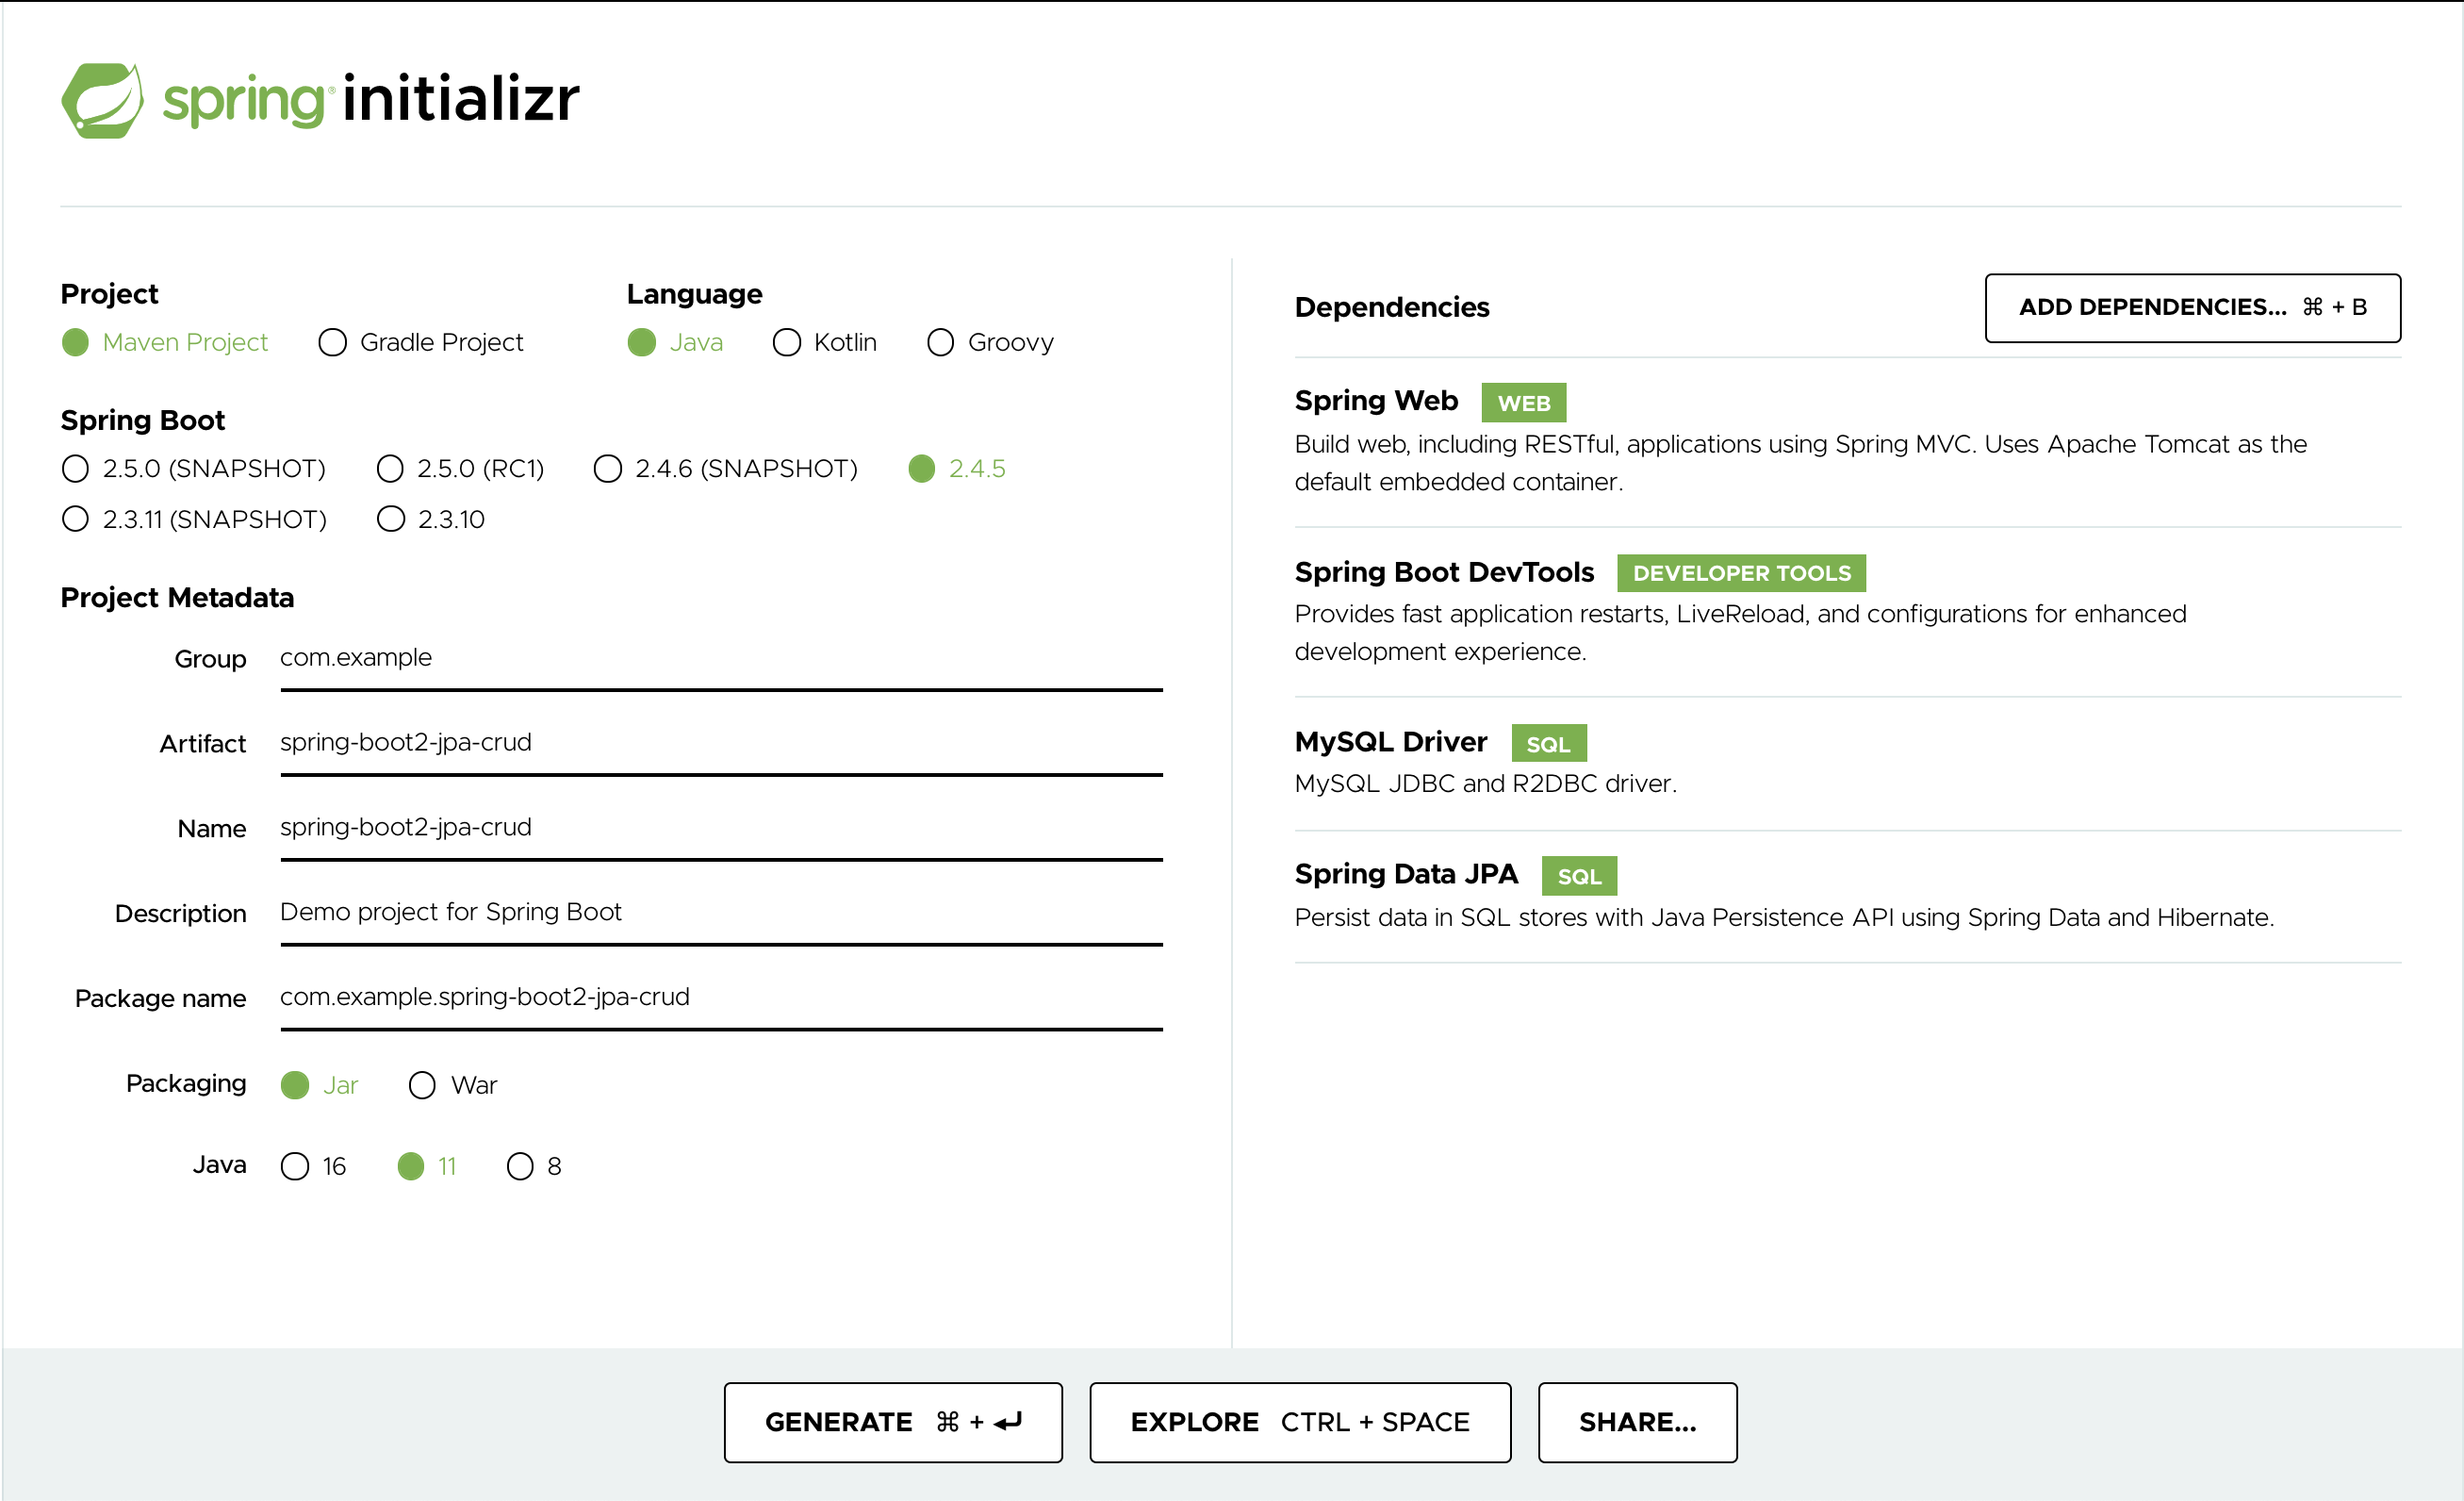 spring® initializr
Project
Maven Project Gradle Project
Language
Java Kotlin Groovy
Spring Boot
2.5.0 (SNAPSHOT) 2.5.0 (RC1) 2.4.6 (SNAPSHOT) 2.4.5
2.3.11 (SNAPSHOT) 2.3.10
Project Metadata
Group com.example
Artifact spring-boot2-jpa-crud
Name spring-boot2-jpa-crud
Description Demo project for Spring Boot
Package name com.example.spring-boot2-jpa-crud
Packaging Jar War
Java 16 11 8
Dependencies ADD DEPENDENCIES... ⌘ + B
Spring Web WEB
Build web, including RESTful, applications using Spring MVC. Uses Apache Tomcat as the
default embedded container.
Spring Boot DevTools DEVELOPER TOOLS
Provides fast application restarts, LiveReload, and configurations for enhanced
development experience.
MySQL Driver SQL
MySQL JDBC and R2DBC driver.
Spring Data JPA SQL
Persist data in SQL stores with Java Persistence API using Spring Data and Hibernate.
GENERATE ⌘ + ↵ EXPLORE CTRL + SPACE SHARE...